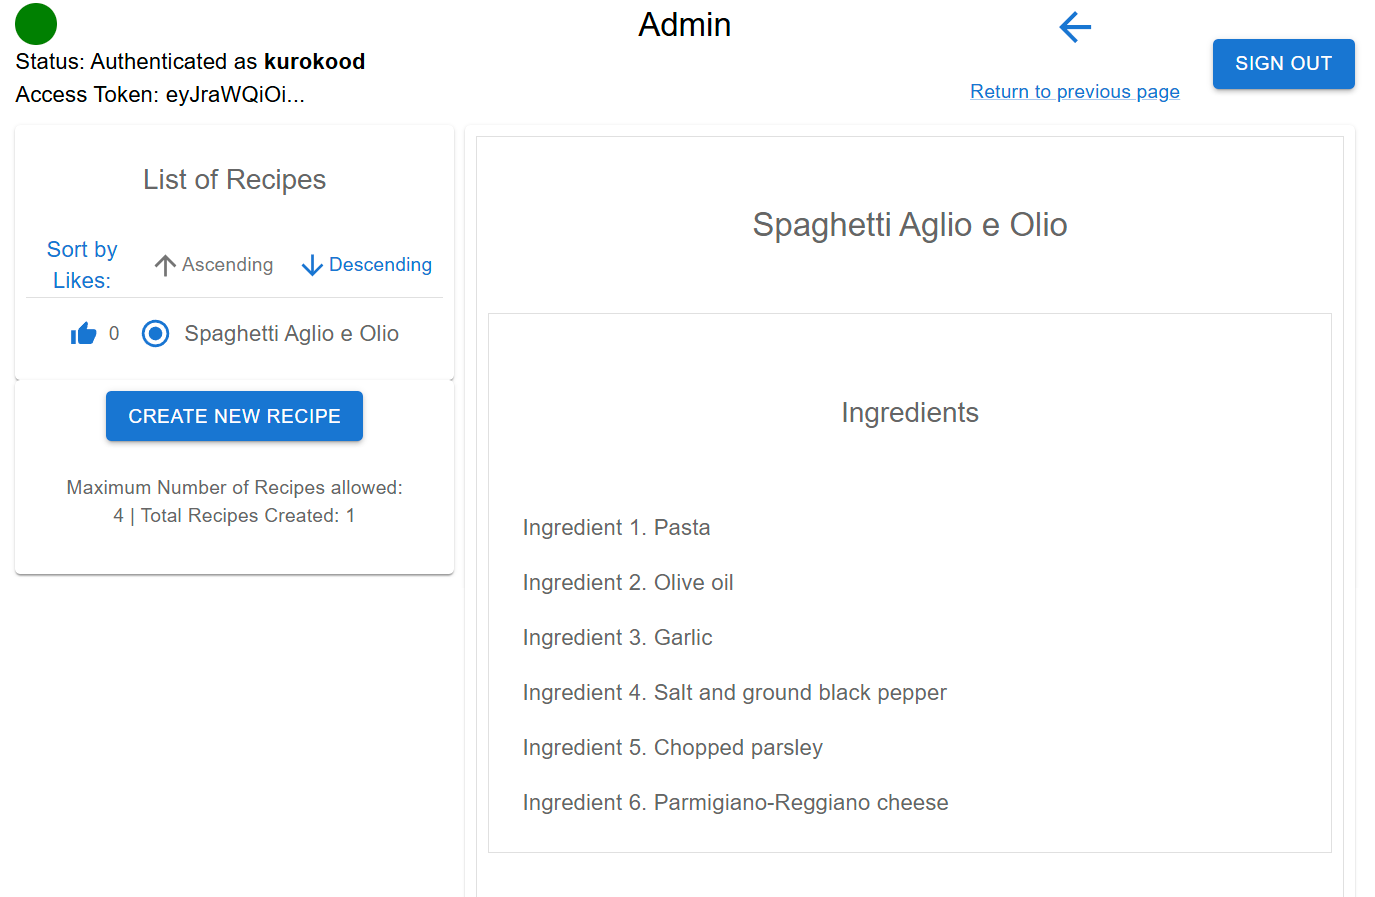 Admin
Status: Authenticated as kurokood
Access Token: eyJraWQiOi...
Return to previous page
SIGN OUT
List of Recipes
Sort by
Likes:
Ascending
Descending
0
Spaghetti Aglio e Olio
CREATE NEW RECIPE
Maximum Number of Recipes allowed:
4 | Total Recipes Created: 1
Spaghetti Aglio e Olio
Ingredients
Ingredient 1. Pasta
Ingredient 2. Olive oil
Ingredient 3. Garlic
Ingredient 4. Salt and ground black pepper
Ingredient 5. Chopped parsley
Ingredient 6. Parmigiano-Reggiano cheese